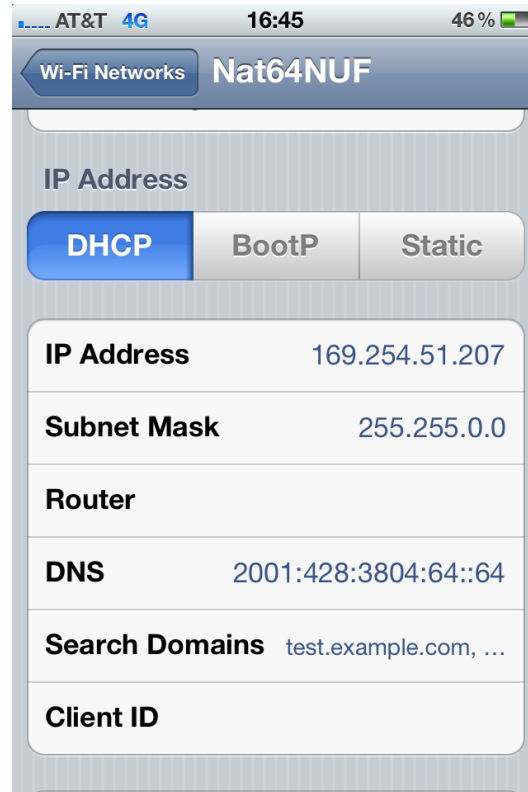 AT&T 4G 16:45 46%
Wi-Fi Networks Nat64NUF
IP Address
DHCP BootP Static
IP Address 169.254.51.207
Subnet Mask 255.255.0.0
Router
DNS 2001:428:3804:64::64
Search Domains test.example.com, ...
Client ID